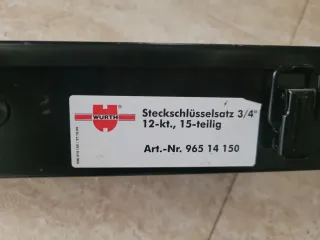 Steckschlüsselsatz 3/4"
12-kt., 15-teilig
WÜRTH
Art.-Nr. 965 14 150